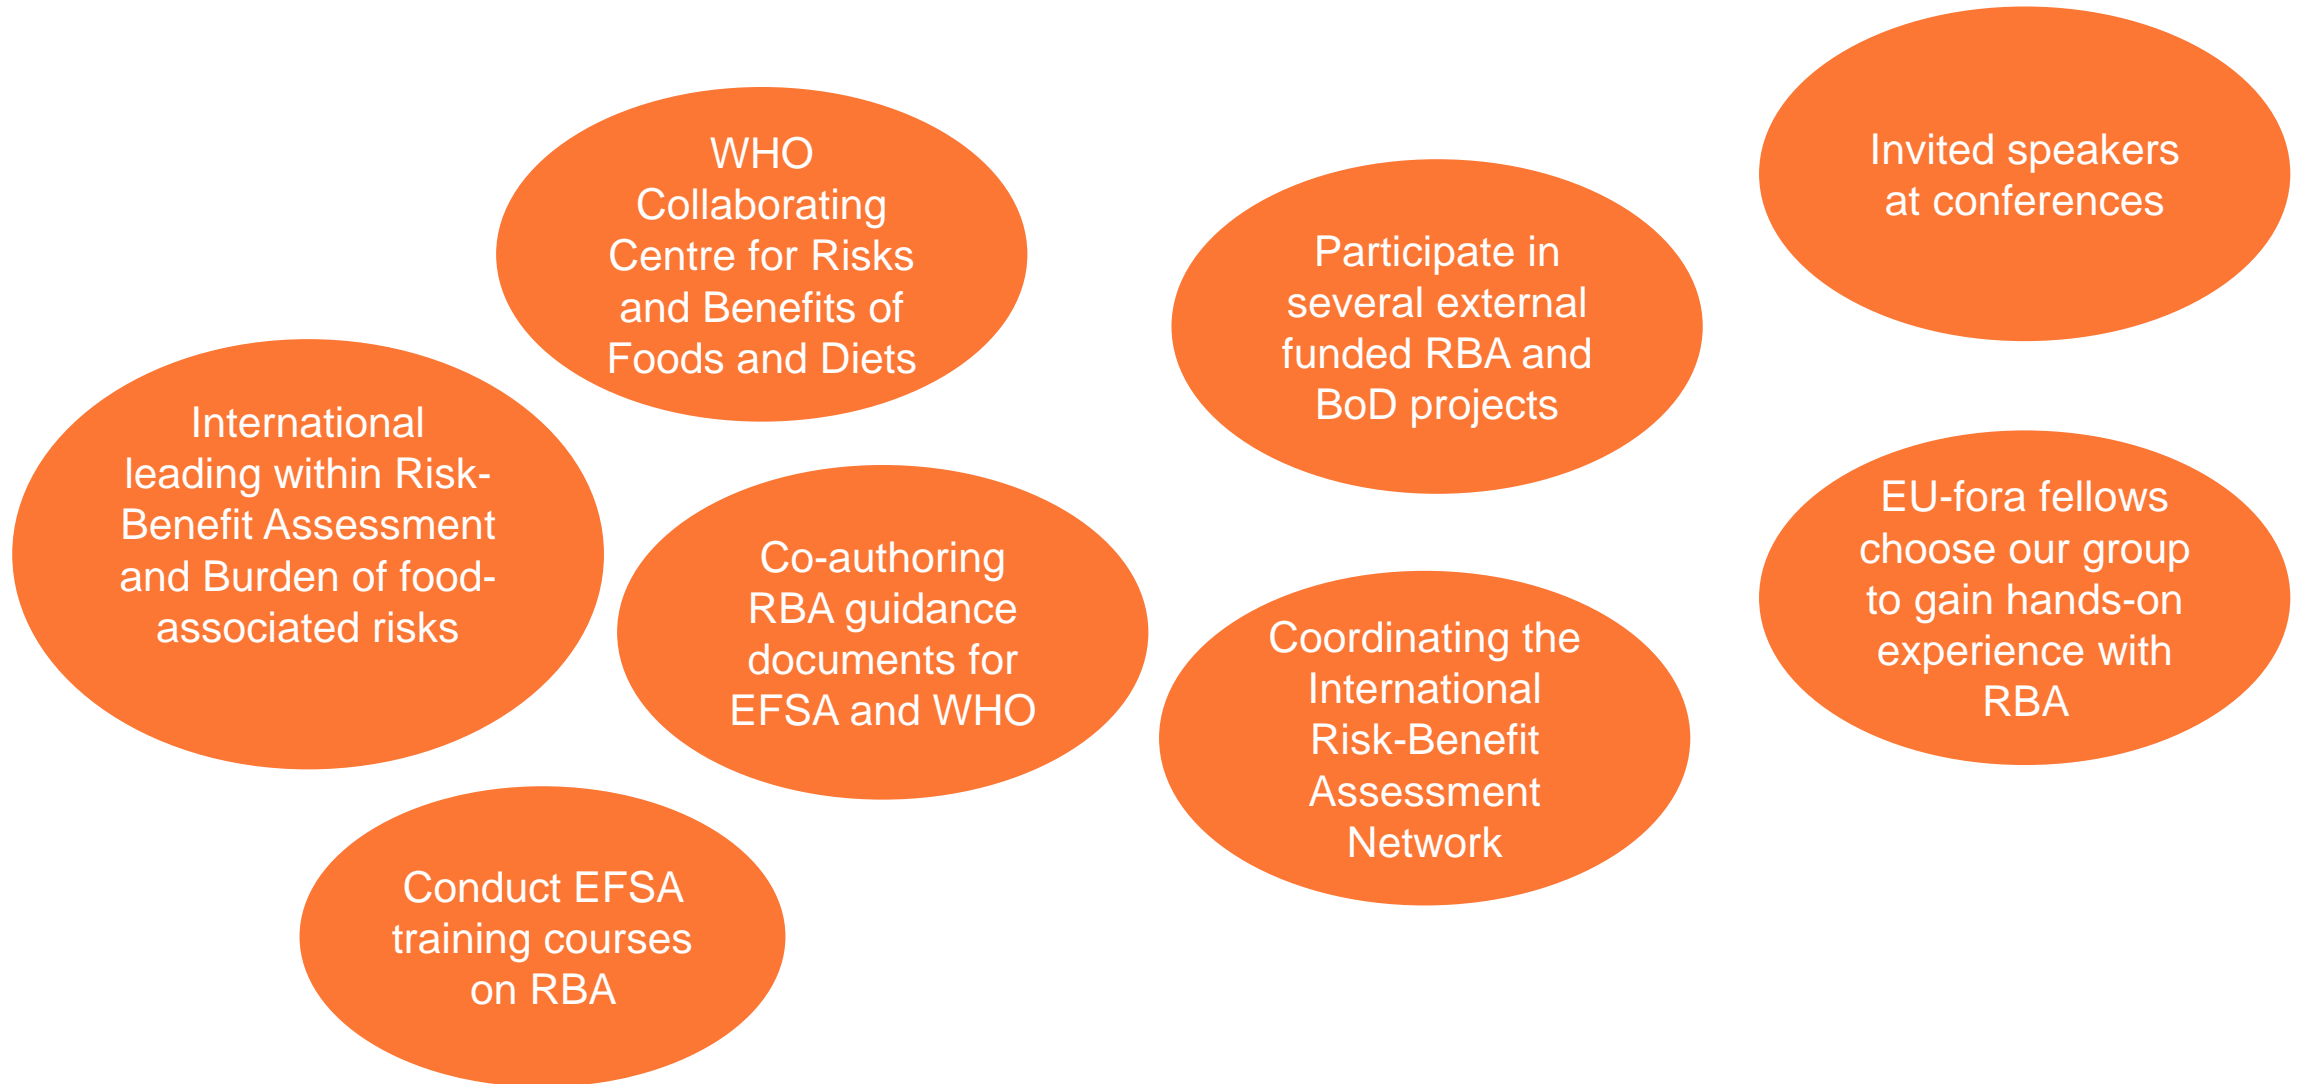 WHO
Collaborating
Centre for Risks
and Benefits of
Foods and Diets
International
leading within Risk-
Benefit Assessment
and Burden of food-
associated risks
Co-authoring
RBA guidance
documents for
EFSA and WHO
Conduct EFSA
training courses
on RBA
Participate in
several external
funded RBA and
BoD projects
Coordinating the
International
Risk-Benefit
Assessment
Network
Invited speakers
at conferences
EU-fora fellows
choose our group
to gain hands-on
experience with
RBA